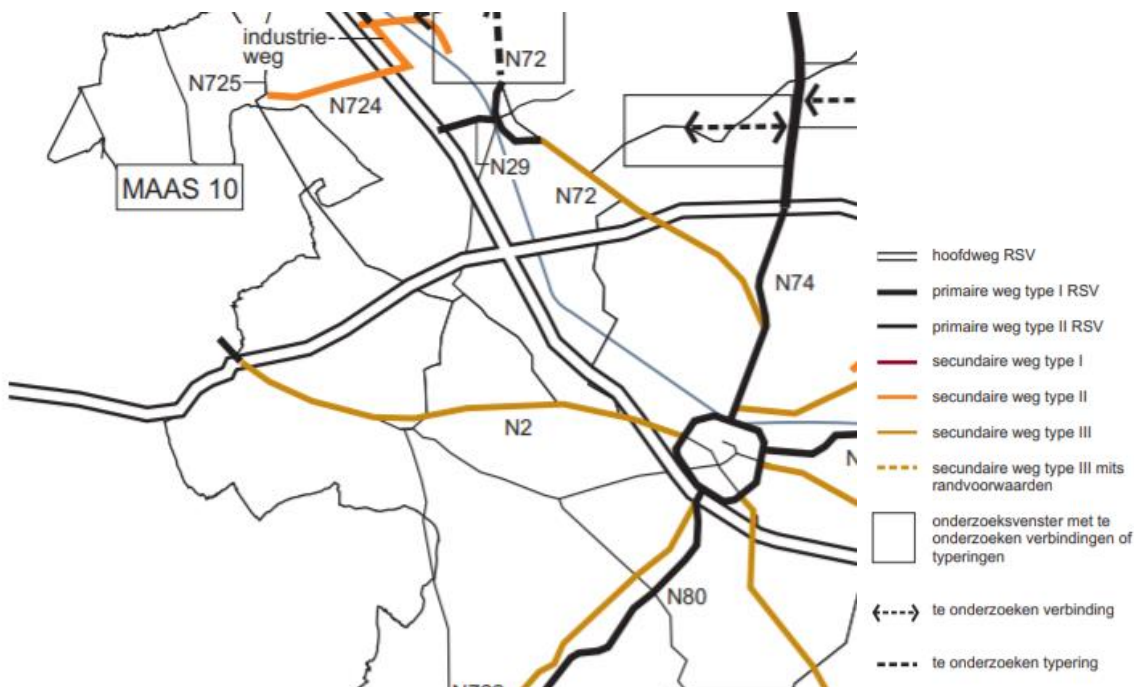 industrie
weg
N72
N725
N724
MAAS 10
N29
N72
N74
N2
N80
hoofdweg RSV
primaire weg type I RSV
primaire weg type II RSV
secundaire weg type I
secundaire weg type II
secundaire weg type III
secundaire weg type III mits
randvoorwaarden
onderzoeksvenster met te
onderzoeken verbindingen of
typeringen
te onderzoeken verbinding
te onderzoeken typering